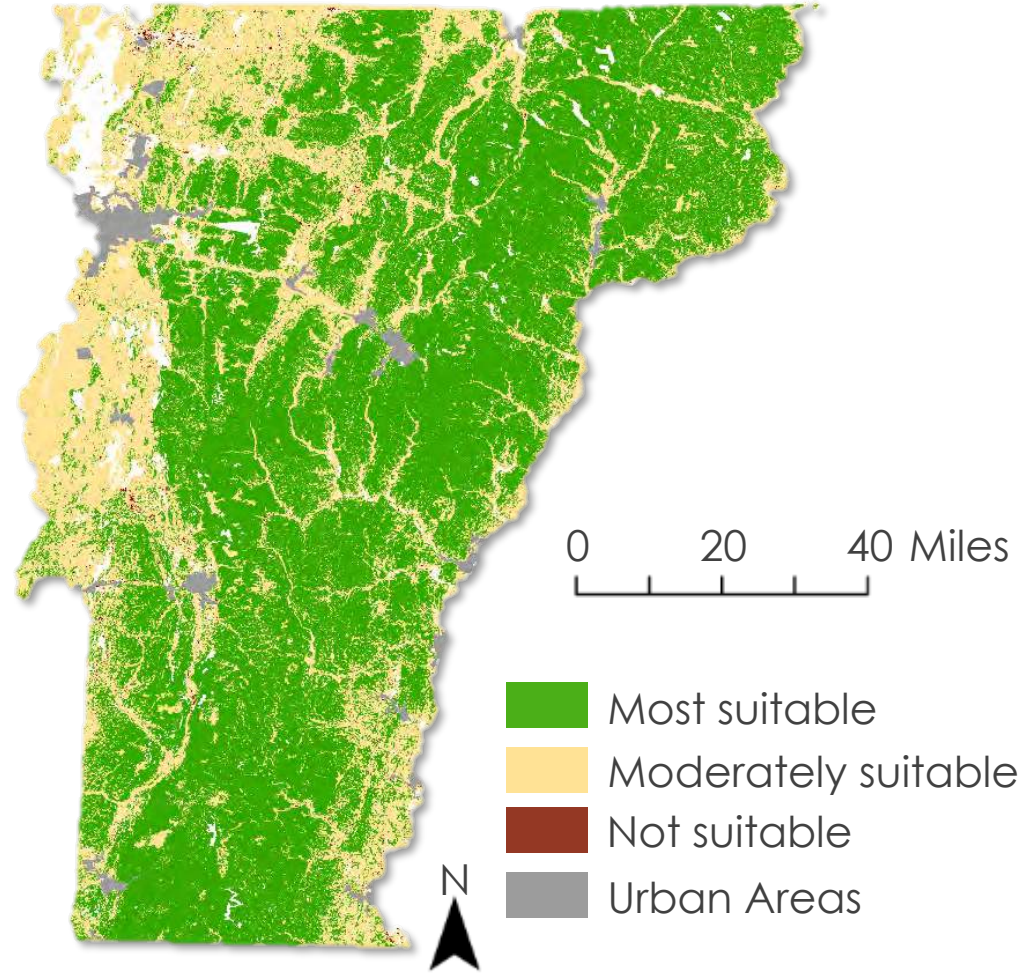 0 20 40 Miles
Most suitable
Moderately suitable
Not suitable
N
Urban Areas